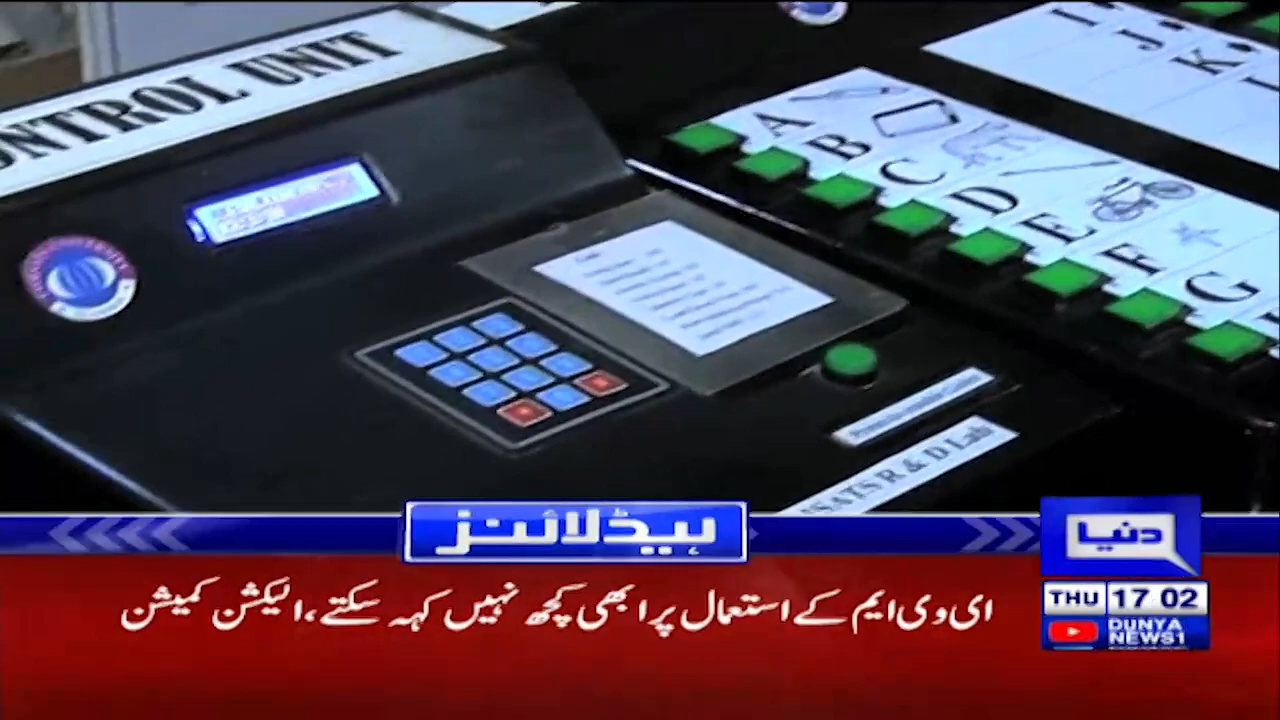 CONTROL UNIT
I
J
K
A
B
C
D
E
F
G
R & D Lab
ہیڈلائنز
دنیا
THU 17 02
DUNYA
NEWS1
ای وی ایم کے استعمال پر ابھی کچھ نہیں کہہ سکتے، الیکشن کمیشن